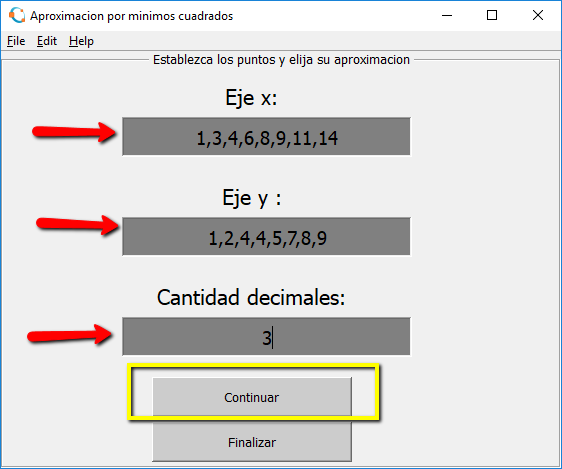 Aproximacion por minimos cuadrados
File Edit Help
Establezca los puntos y elija su aproximacion
Eje x:
1,3,4,6,8,9,11,14
Eje y :
1,2,4,4,5,7,8,9
Cantidad decimales:
3
Continuar
Finalizar